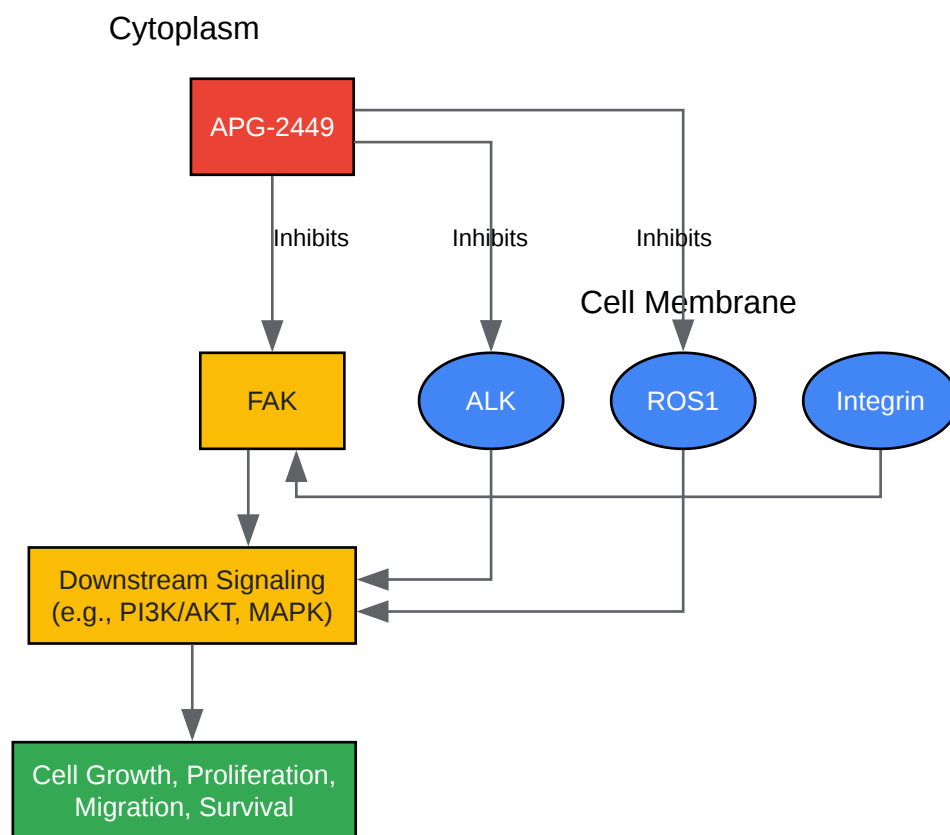 Cytoplasm
APG-2449
Inhibits
Inhibits
Inhibits
Cell Membrane
FAK
ALK
ROS1
Integrin
Downstream Signaling
(e.g., PI3K/AKT, MAPK)
Cell Growth, Proliferation,
Migration, Survival